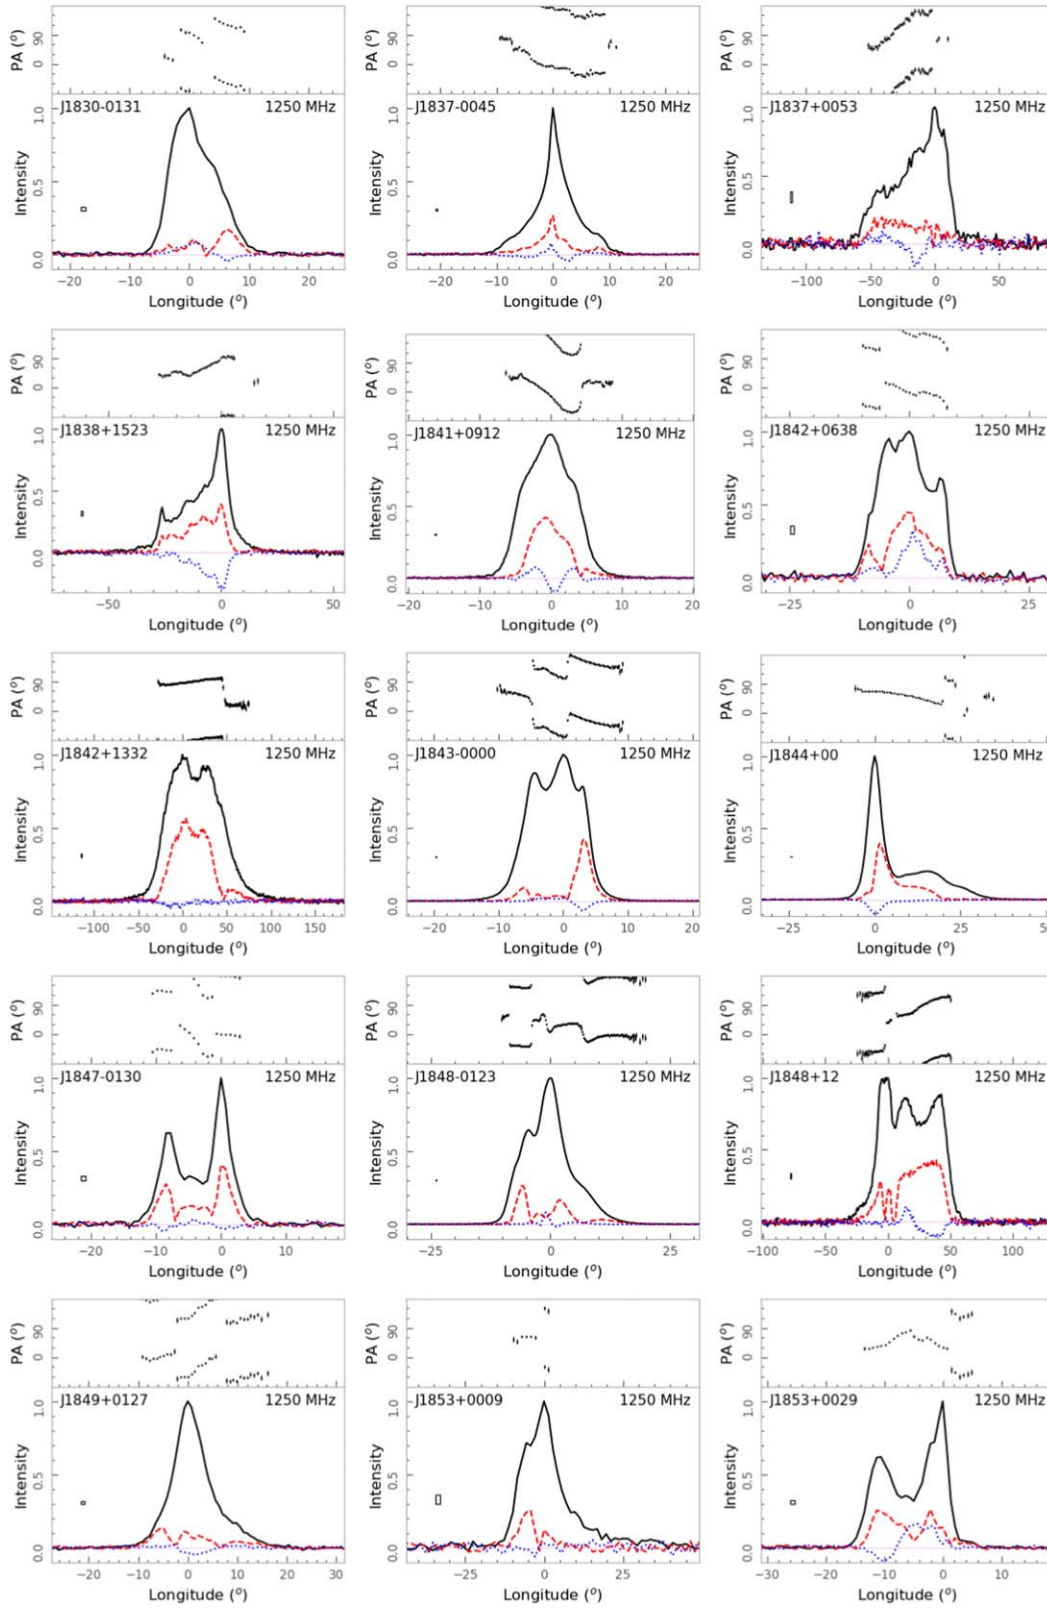 PA (°)
90
0
J1830-0131 1250 MHz
Intensity
1.0
0.5
0.0
−20 −10 0 10 20
Longitude (°)
PA (°)
90
0
J1837-0045 1250 MHz
Intensity
1.0
0.5
0.0
−20 −10 0 10 20
Longitude (°)
PA (°)
90
0
J1837+0053 1250 MHz
Intensity
1.0
0.5
0.0
−100 −50 0 50
Longitude (°)
PA (°)
90
0
J1838+1523 1250 MHz
Intensity
1.0
0.5
0.0
−50 0 50
Longitude (°)
PA (°)
90
0
J1841+0912 1250 MHz
Intensity
1.0
0.5
0.0
−20 −10 0 10 20
Longitude (°)
PA (°)
90
0
J1842+0638 1250 MHz
Intensity
1.0
0.5
0.0
−25 0 25
Longitude (°)
PA (°)
90
0
J1842+1332 1250 MHz
Intensity
1.0
0.5
0.0
−100 −50 0 50 100 150
Longitude (°)
PA (°)
90
0
J1843-0000 1250 MHz
Intensity
1.0
0.5
0.0
−20 −10 0 10 20
Longitude (°)
PA (°)
90
0
J1844+00 1250 MHz
Intensity
1.0
0.5
0.0
−25 0 25 50
Longitude (°)
PA (°)
90
0
J1847-0130 1250 MHz
Intensity
1.0
0.5
0.0
−20 −10 0 10
Longitude (°)
PA (°)
90
0
J1848-0123 1250 MHz
Intensity
1.0
0.5
0.0
−25 0 25
Longitude (°)
PA (°)
90
0
J1848+12 1250 MHz
Intensity
1.0
0.5
0.0
−100 −50 0 50 100
Longitude (°)
PA (°)
90
0
J1849+0127 1250 MHz
Intensity
1.0
0.5
0.0
−20 −10 0 10 20 30
Longitude (°)
PA (°)
90
0
J1853+0009 1250 MHz
Intensity
1.0
0.5
0.0
−25 0 25
Longitude (°)
PA (°)
90
0
J1853+0029 1250 MHz
Intensity
1.0
0.5
0.0
−30 −20 −10 0 10
Longitude (°)